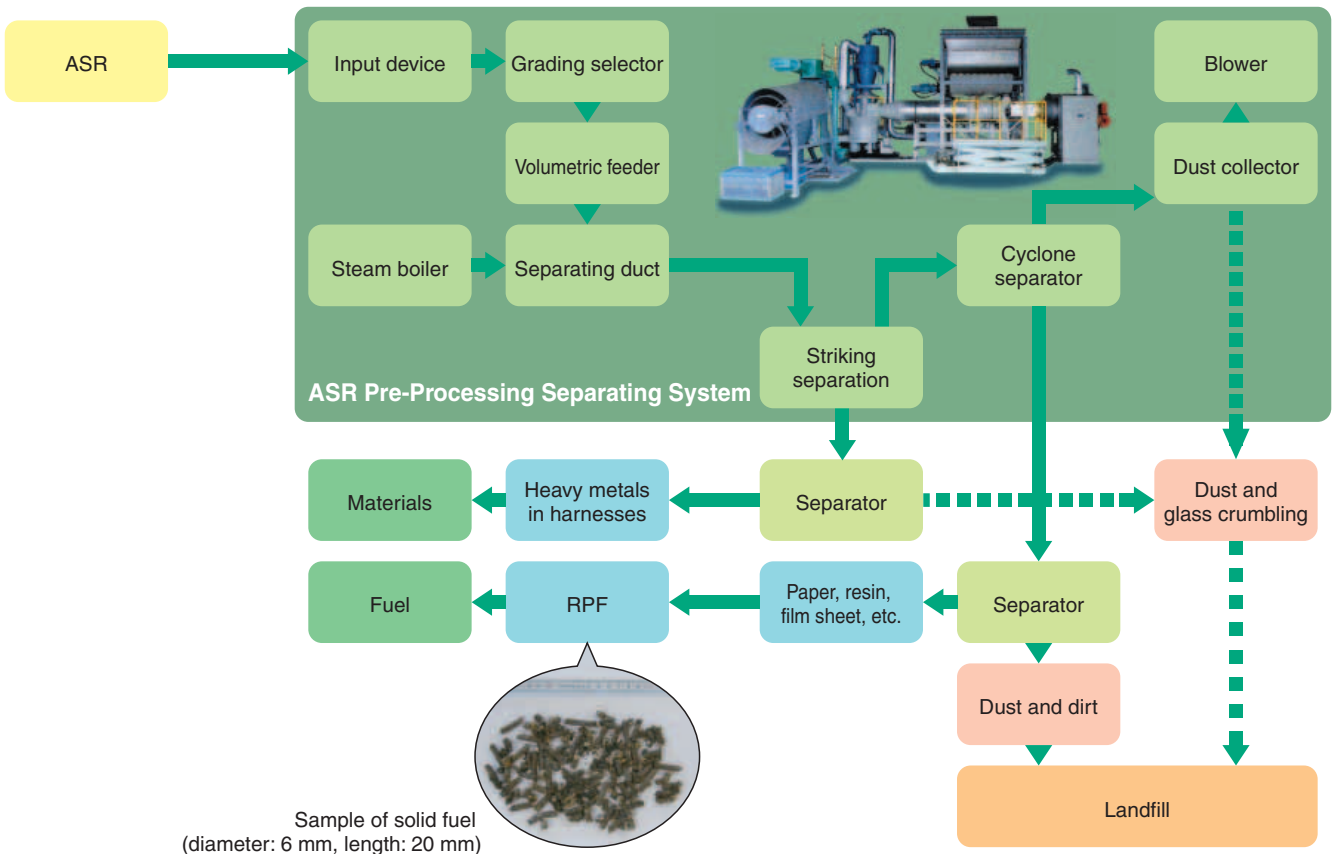 ASR
Input device
Grading selector
Blower
Volumetric feeder
Dust collector
Steam boiler
Separating duct
Cyclone
separator
Striking
separation
ASR Pre-Processing Separating System
Materials
Heavy metals
in harnesses
Separator
Dust and
glass crumbling
Fuel
RPF
Paper, resin,
film sheet, etc.
Separator
Dust and dirt
Landfill
Sample of solid fuel
(diameter: 6 mm, length: 20 mm)